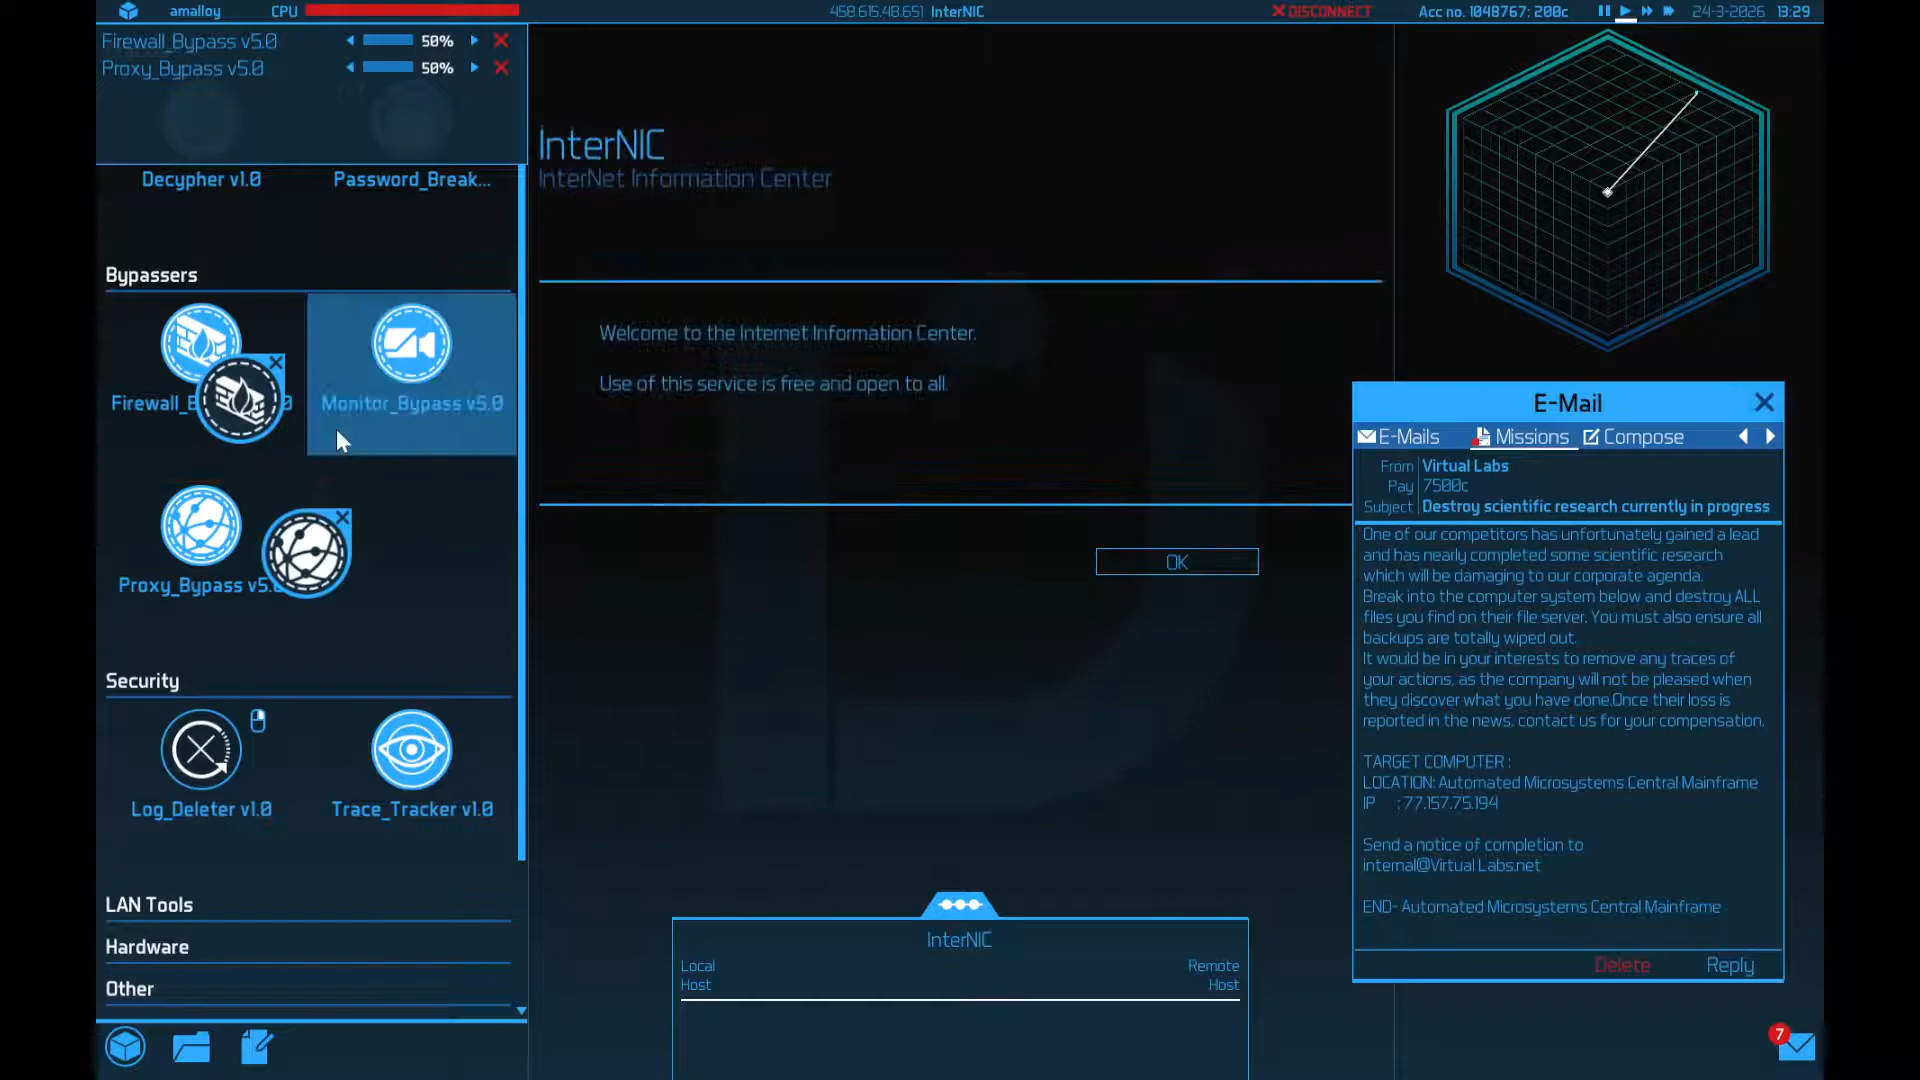 amalloy CPU 458.615.48.651 InterNIC DISCONNECT Acc no. 1048767: 200c 24-3-2026 13:29
Firewall_Bypass v5.0 50%
Proxy_Bypass v5.0 50%
Decypher v1.0 Password_Break...
Bypassers
Firewall_B 0 Monitor_Bypass v5.0
Proxy_Bypass v5.0
Security
Log_Deleter v1.0 Trace_Tracker v1.0
LAN Tools
Hardware
Other
InterNIC
InterNet Information Center
Welcome to the Internet Information Center.
Use of this service is free and open to all.
OK
InterNIC
Local Host
Remote Host
E-Mail
E-Mails Missions Compose
From Virtual Labs
Pay 7500c
Subject Destroy scientific research currently in progress
One of our competitors has unfortunately gained a lead
and has nearly completed some scientific research
which will be damaging to our corporate agenda.
Break into the computer system below and destroy ALL
files you find on their file server. You must also ensure all
backups are totally wiped out.
It would be in your interests to remove any traces of
your actions, as the company will not be pleased when
they discover what you have done.Once their loss is
reported in the news, contact us for your compensation.
TARGET COMPUTER :
LOCATION: Automated Microsystems Central Mainframe
IP : 77.157.75.194
Send a notice of completion to
internal@Virtual Labs.net
END- Automated Microsystems Central Mainframe
Delete Reply
7